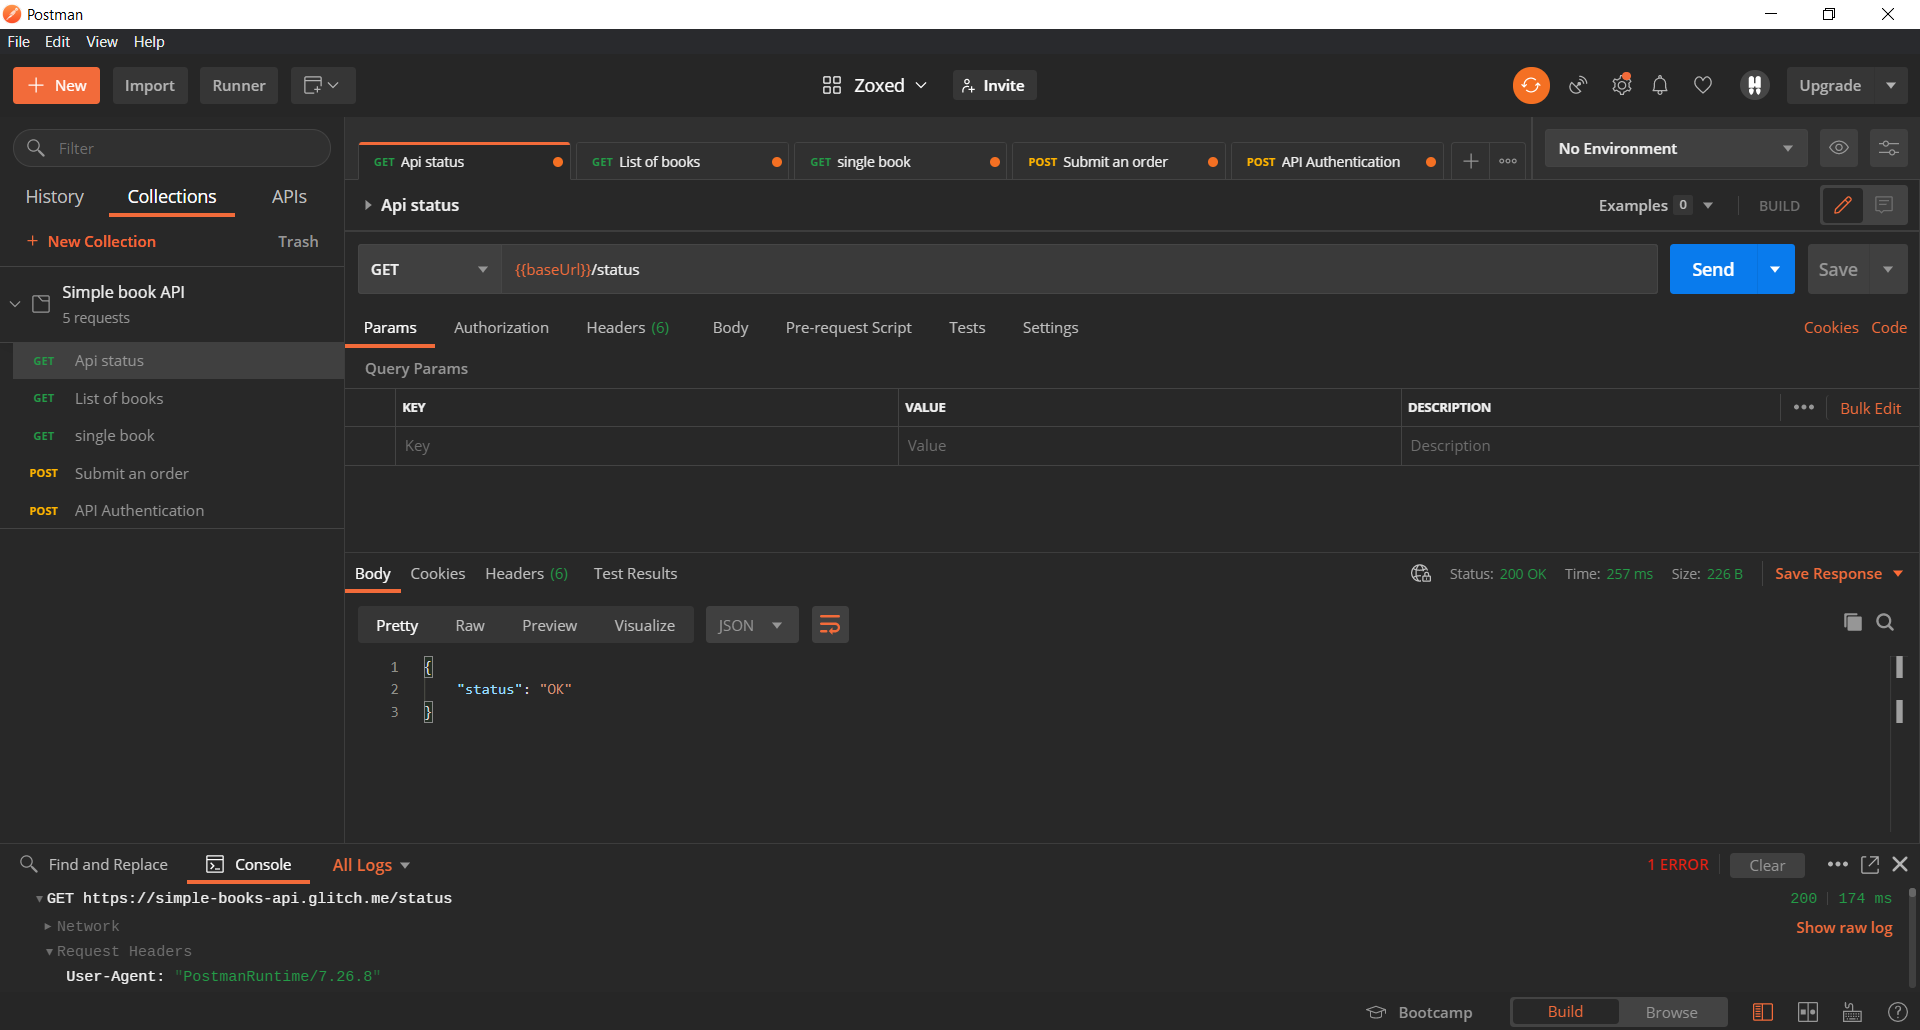 Postman
File Edit View Help
New Import Runner Zoxed Invite Upgrade
Filter
GET Api status GET List of books GET single book POST Submit an order POST API Authentication No Environment
History Collections APIs
Api status Examples 0 BUILD
New Collection Trash
GET {{baseUrl}}/status Send Save
Simple book API
5 requests
Params Authorization Headers (6) Body Pre-request Script Tests Settings Cookies Code
GET Api status
Query Params
GET List of books
KEY VALUE DESCRIPTION Bulk Edit
GET single book
Key Value Description
POST Submit an order
POST API Authentication
Body Cookies Headers (6) Test Results Status: 200 OK Time: 257 ms Size: 226 B Save Response
Pretty Raw Preview Visualize JSON
1 {
2 "status": "OK"
3 }
Find and Replace Console All Logs 1 ERROR Clear
GET https://simple-books-api.glitch.me/status 200 174 ms
Network Show raw log
Request Headers
User-Agent: "PostmanRuntime/7.26.8"
Bootcamp Build Browse